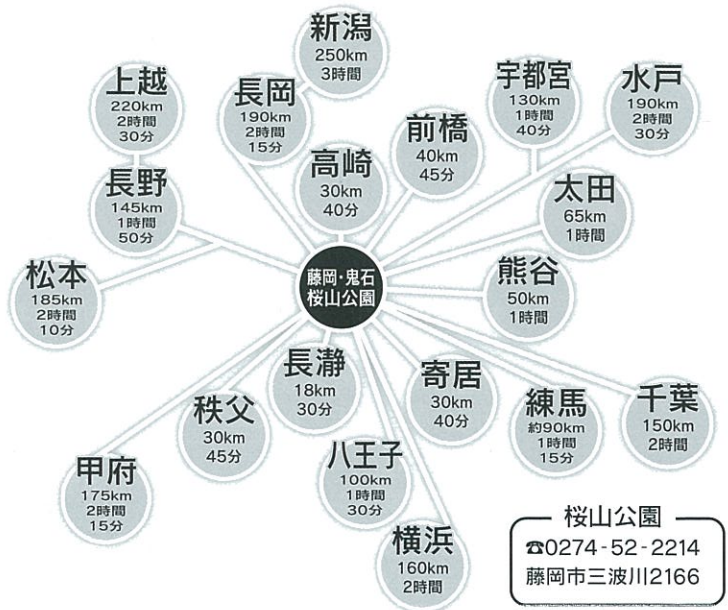 新潟
250km
3時間
上越
220km
2時間
30分
長岡
190km
2時間
15分
宇都宮
130km
1時間
40分
水戸
190km
2時間
30分
前橋
40km
45分
高崎
30km
40分
長野
145km
1時間
50分
太田
65km
1時間
松本
185km
2時間
10分
藤岡・鬼石
桜山公園
熊谷
50km
1時間
長瀞
18km
30分
寄居
30km
40分
秩父
30km
45分
練馬
約90km
1時間
15分
千葉
150km
2時間
甲府
175km
2時間
15分
八王子
100km
1時間
30分
横浜
160km
2時間
桜山公園
☎0274-52-2214
藤岡市三波川2166